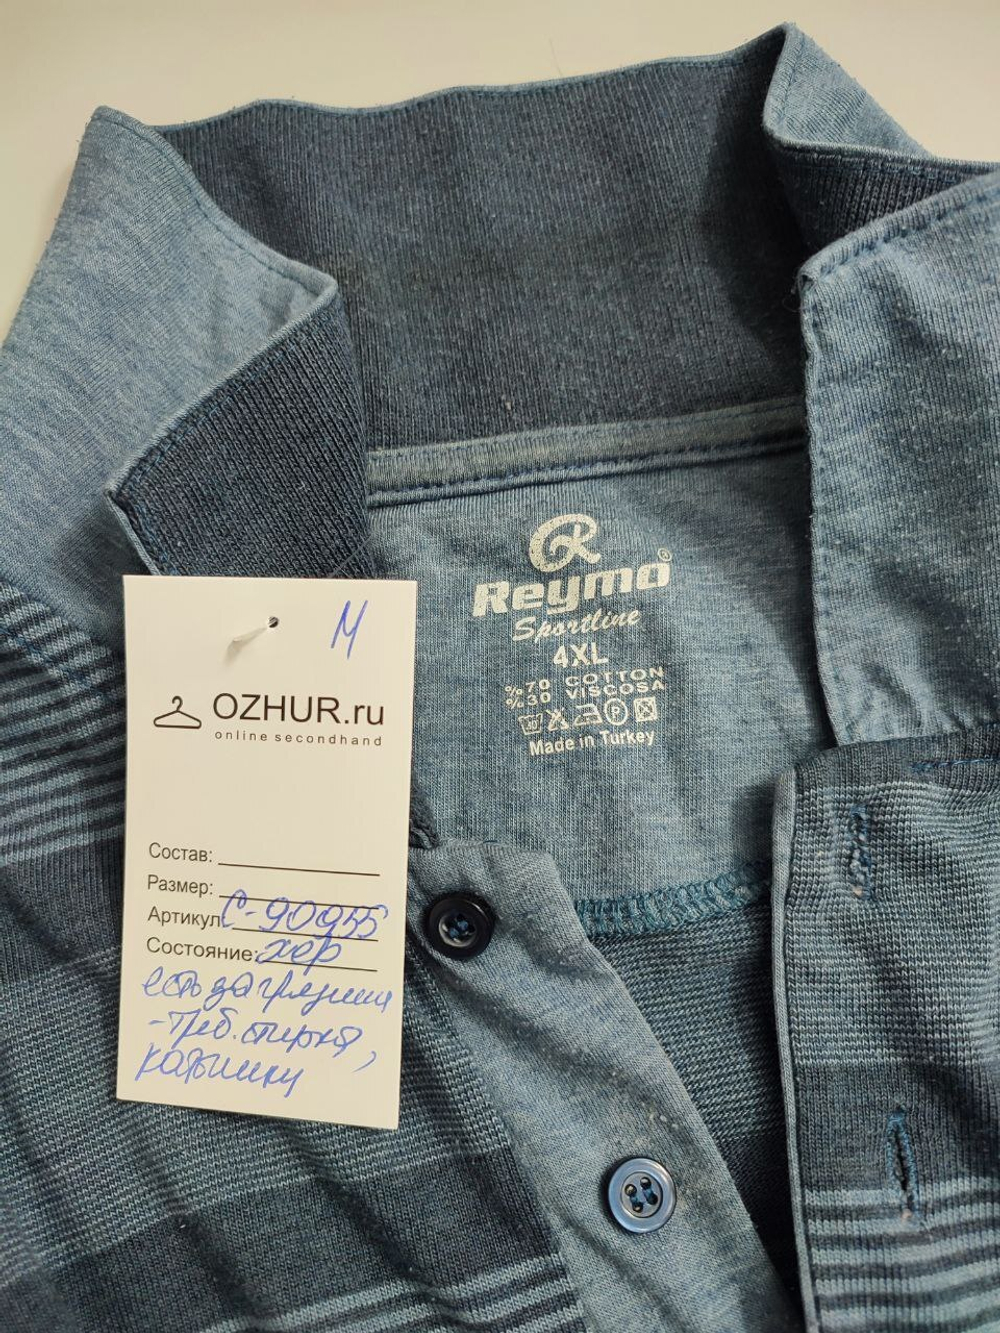 М
OZHUR.ru
online secondhand
Состав:
Размер:
Артикул: С-90955
Состояние: хор
есть загрязнения
-треб. стирка,
катышки
R
Reymo®
Sportline
4XL
%70 COTTON
%30 VISCOSA
P
Made in Turkey